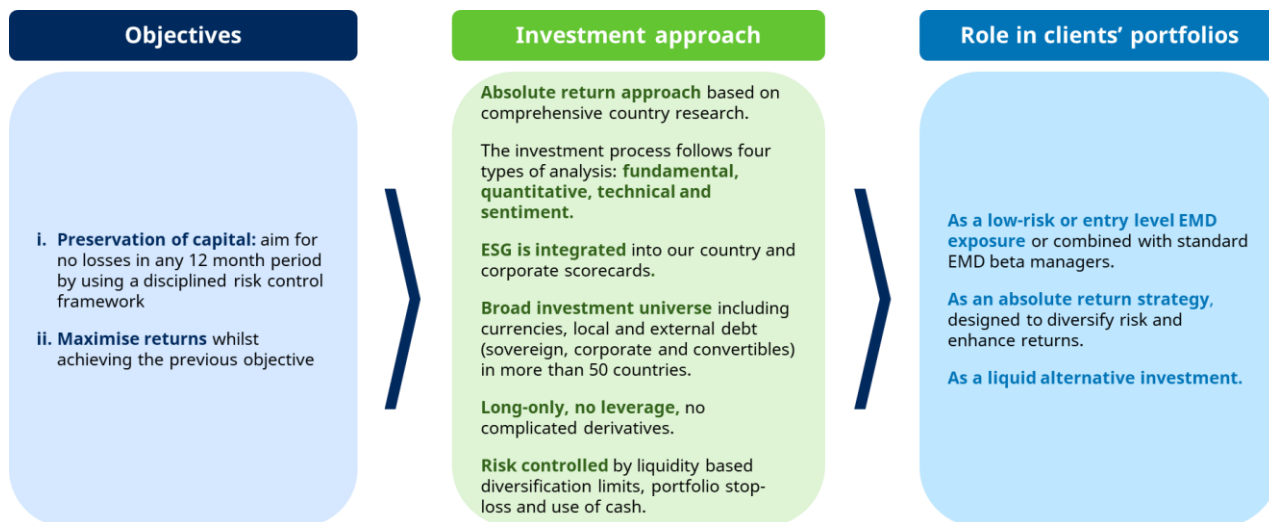 Objectives
i. Preservation of capital: aim for
no losses in any 12 month period
by using a disciplined risk control
framework
ii. Maximise returns whilst
achieving the previous objective
Investment approach
Absolute return approach based on
comprehensive country research.
The investment process follows four
types of analysis: fundamental,
quantitative, technical and
sentiment.
ESG is integrated into our country and
corporate scorecards.
Broad investment universe including
currencies, local and external debt
(sovereign, corporate and convertibles)
in more than 50 countries.
Long-only, no leverage, no
complicated derivatives.
Risk controlled by liquidity based
diversification limits, portfolio stop-
loss and use of cash.
Role in clients’ portfolios
As a low-risk or entry level EMD
exposure or combined with standard
EMD beta managers.
As an absolute return strategy,
designed to diversify risk and
enhance returns.
As a liquid alternative investment.